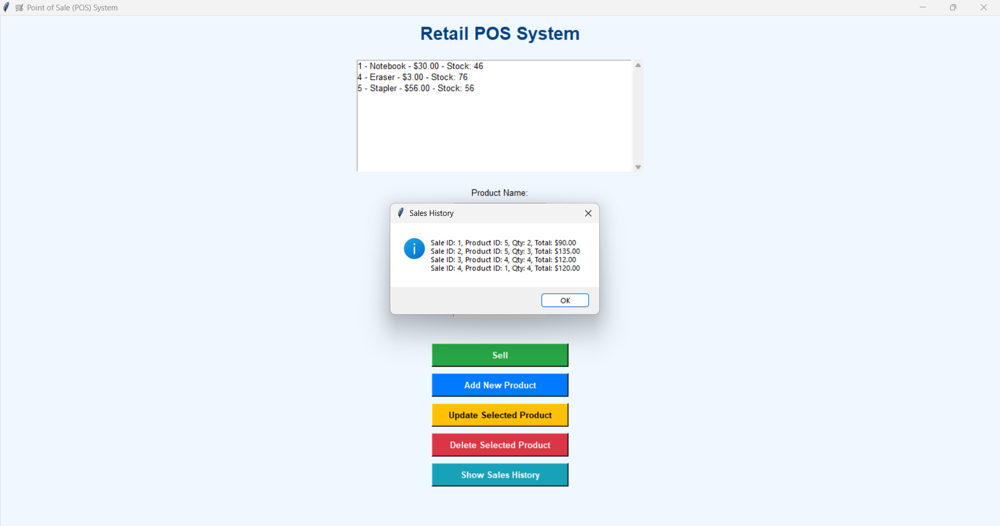 Point of Sale (POS) System
Retail POS System
1 - Notebook - $30.00 - Stock: 46
4 - Eraser - $3.00 - Stock: 76
5 - Stapler - $56.00 - Stock: 56
Product Name:
Sales History
Sale ID: 1, Product ID: 5, Qty: 2, Total: $90.00
Sale ID: 2, Product ID: 5, Qty: 3, Total: $135.00
Sale ID: 3, Product ID: 4, Qty: 4, Total: $12.00
Sale ID: 4, Product ID: 1, Qty: 4, Total: $120.00
OK
Sell
Add New Product
Update Selected Product
Delete Selected Product
Show Sales History